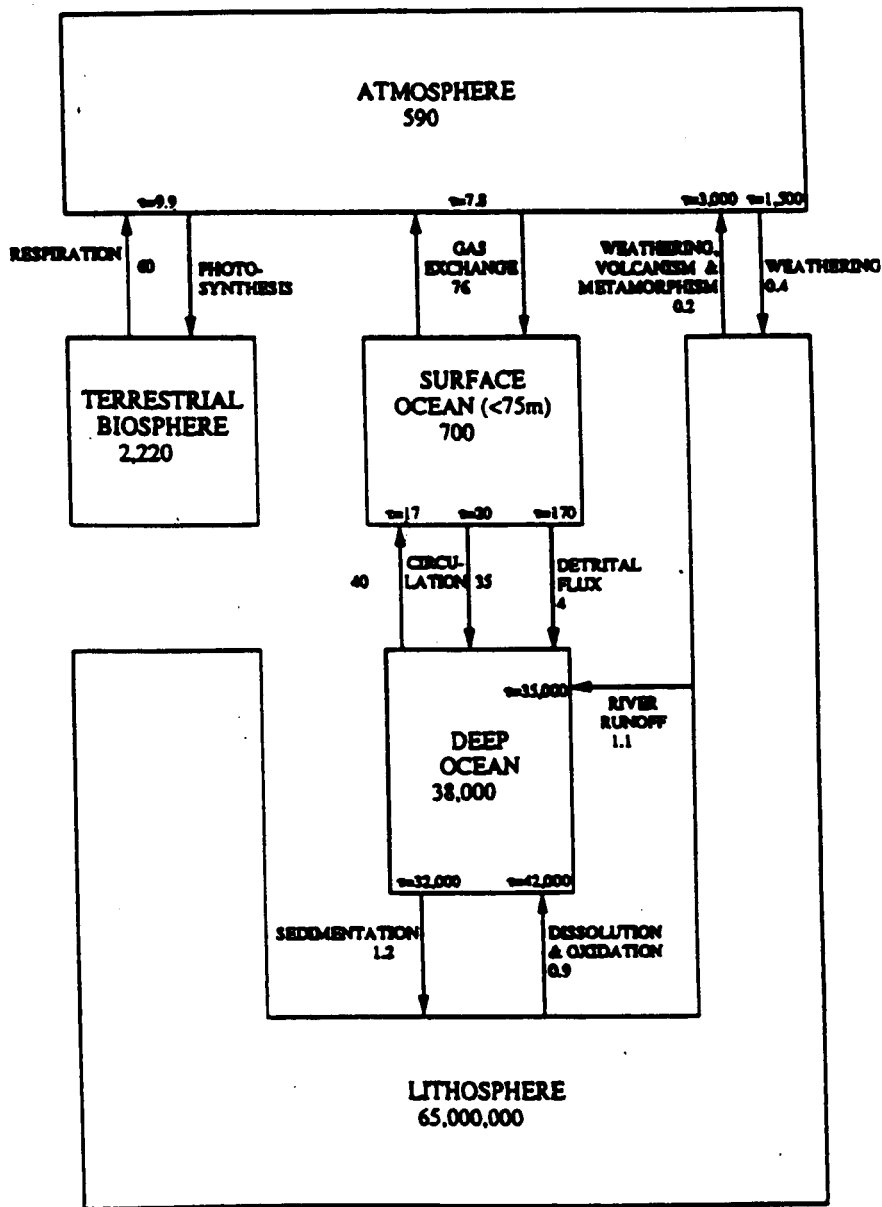 ATMOSPHERE
590
τ=9.9
τ=7.8
τ=3,000
τ=1,500
RESPIRATION
60
PHOTO-
SYNTHESIS
GAS
EXCHANGE
76
WEATHERING,
VOLCANISM &
METAMORPHISM
0.2
WEATHERING
0.4
TERRESTRIAL
BIOSPHERE
2,220
SURFACE
OCEAN (<75m)
700
τ=17
τ=20
τ=170
40
CIRCU-
LATION
35
DETRITAL
FLUX
4
τ=35,000
RIVER
RUNOFF
1.1
DEEP
OCEAN
38,000
τ=32,000
τ=42,000
SEDIMENTATION
1.2
DISSOLUTION
& OXIDATION
0.9
LITHOSPHERE
65,000,000